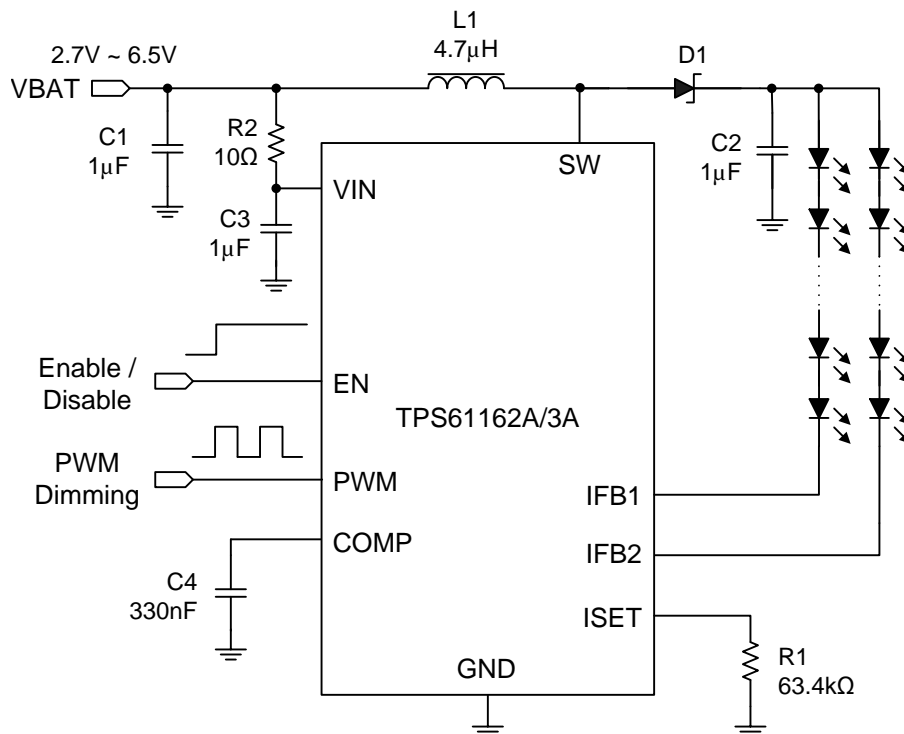 L1
4.7μH
2.7V ~ 6.5V
VBAT
D1
C1
1μF
R2
10Ω
C2
1μF
SW
VIN
C3
1μF
Enable /
Disable
EN
TPS61162A/3A
PWM
Dimming
PWM
IFB1
COMP
IFB2
C4
330nF
ISET
R1
63.4kΩ
GND